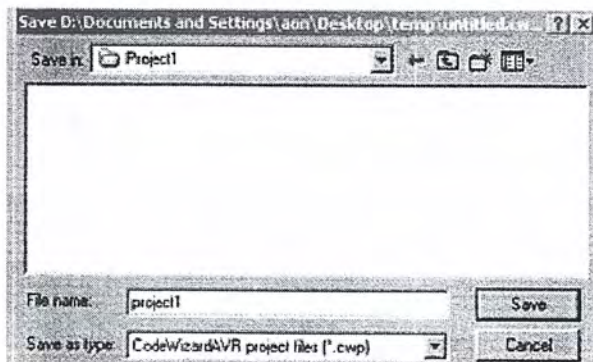 Save D:\Documents and Settings\aon\Desktop\temp\untitled.cw...
Save in: Project1
File name: project1
Save
Save as type: CodeWizardAVR project files (*.cwp)
Cancel